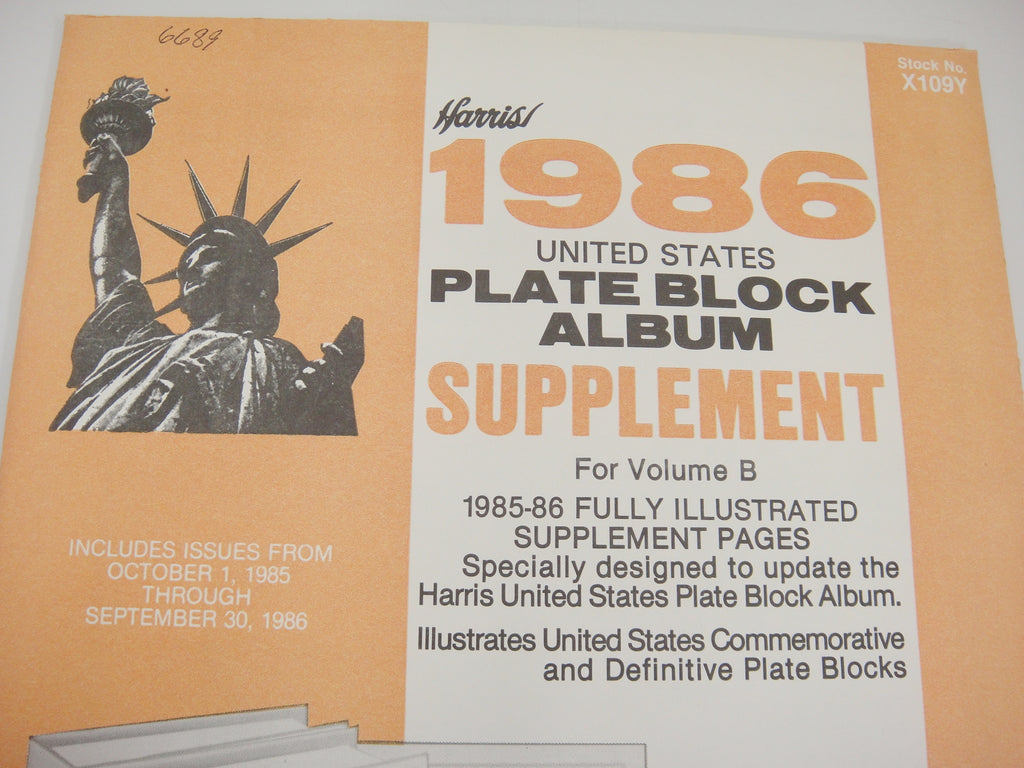 6689
Stock No.
X109Y
Harris
1986
UNITED STATES
PLATE BLOCK
ALBUM
SUPPLEMENT
For Volume B
1985-86 FULLY ILLUSTRATED
SUPPLEMENT PAGES
Specially designed to update the
Harris United States Plate Block Album.
Illustrates United States Commemorative
and Definitive Plate Blocks
INCLUDES ISSUES FROM
OCTOBER 1, 1985
THROUGH
SEPTEMBER 30, 1986